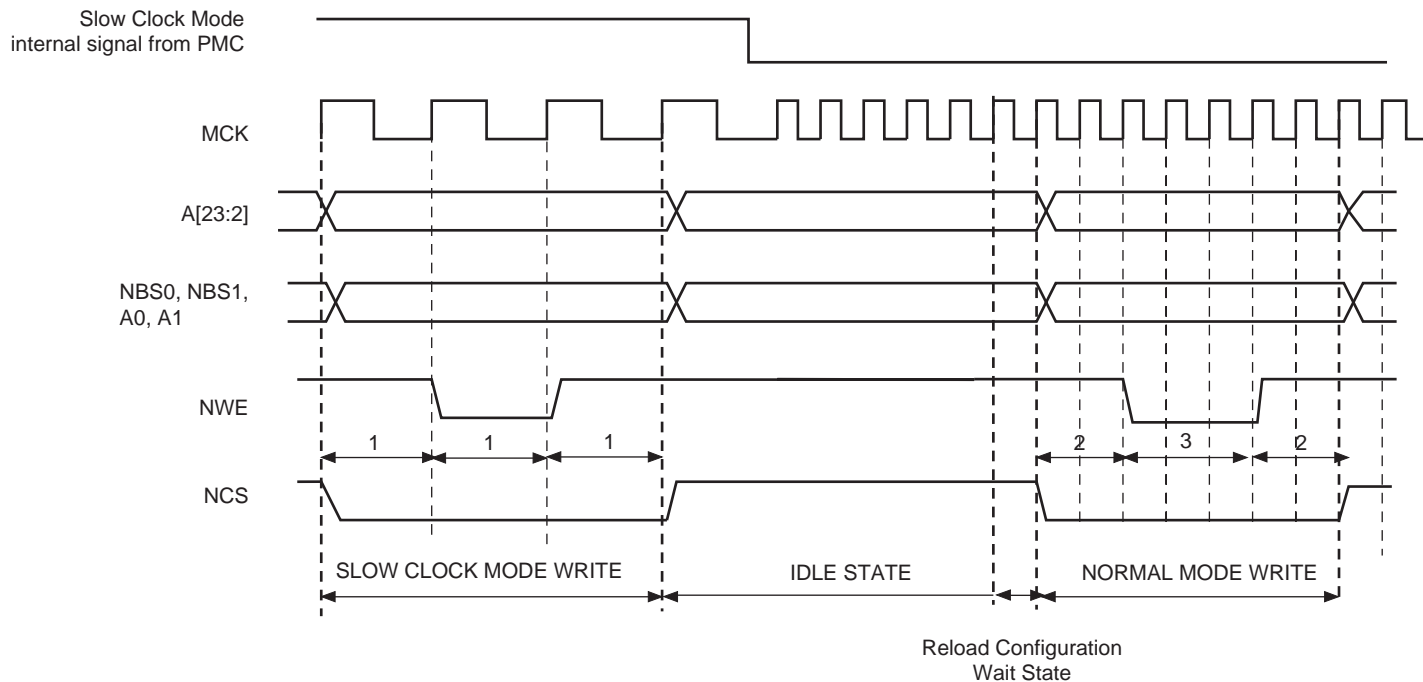 Slow Clock Mode
internal signal from PMC
MCK
A[23:2]
NBS0, NBS1,
A0, A1
NWE
1 1 1 2 3 2
NCS
SLOW CLOCK MODE WRITE IDLE STATE NORMAL MODE WRITE
Reload Configuration
Wait State